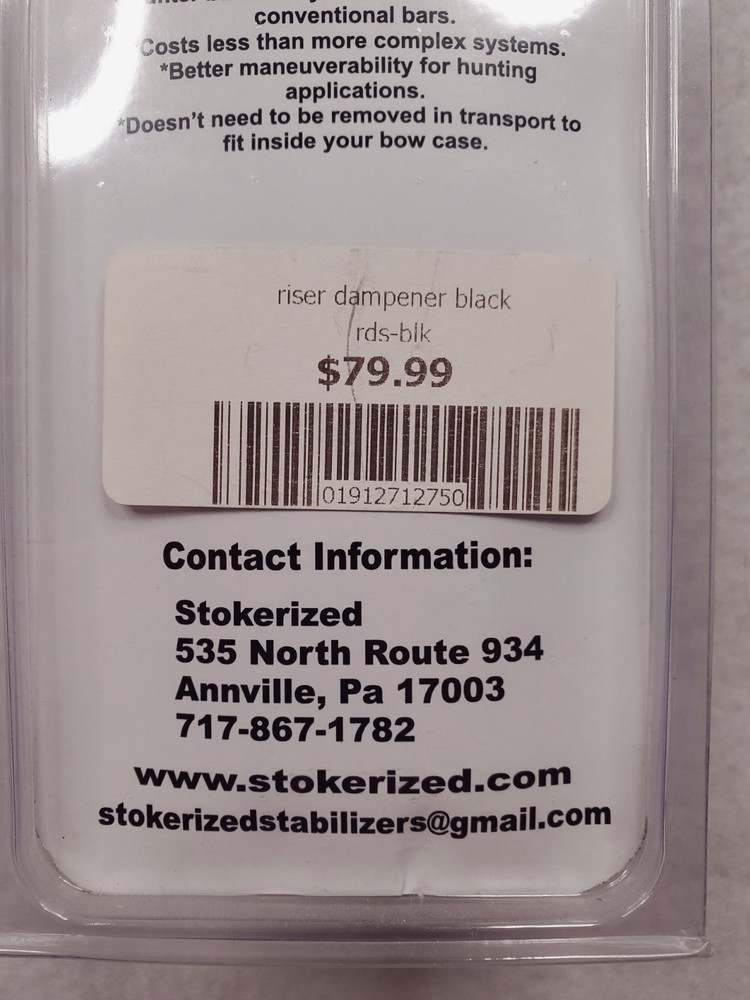 conventional bars.
Costs less than more complex systems.
*Better maneuverability for hunting
applications.
*Doesn't need to be removed in transport to
fit inside your bow case.
riser dampener black
rds-blk
$79.99
01912712750
Contact Information:
Stokerized
535 North Route 934
Annville, Pa 17003
717-867-1782
www.stokerized.com
stokerizedstabilizers@gmail.com